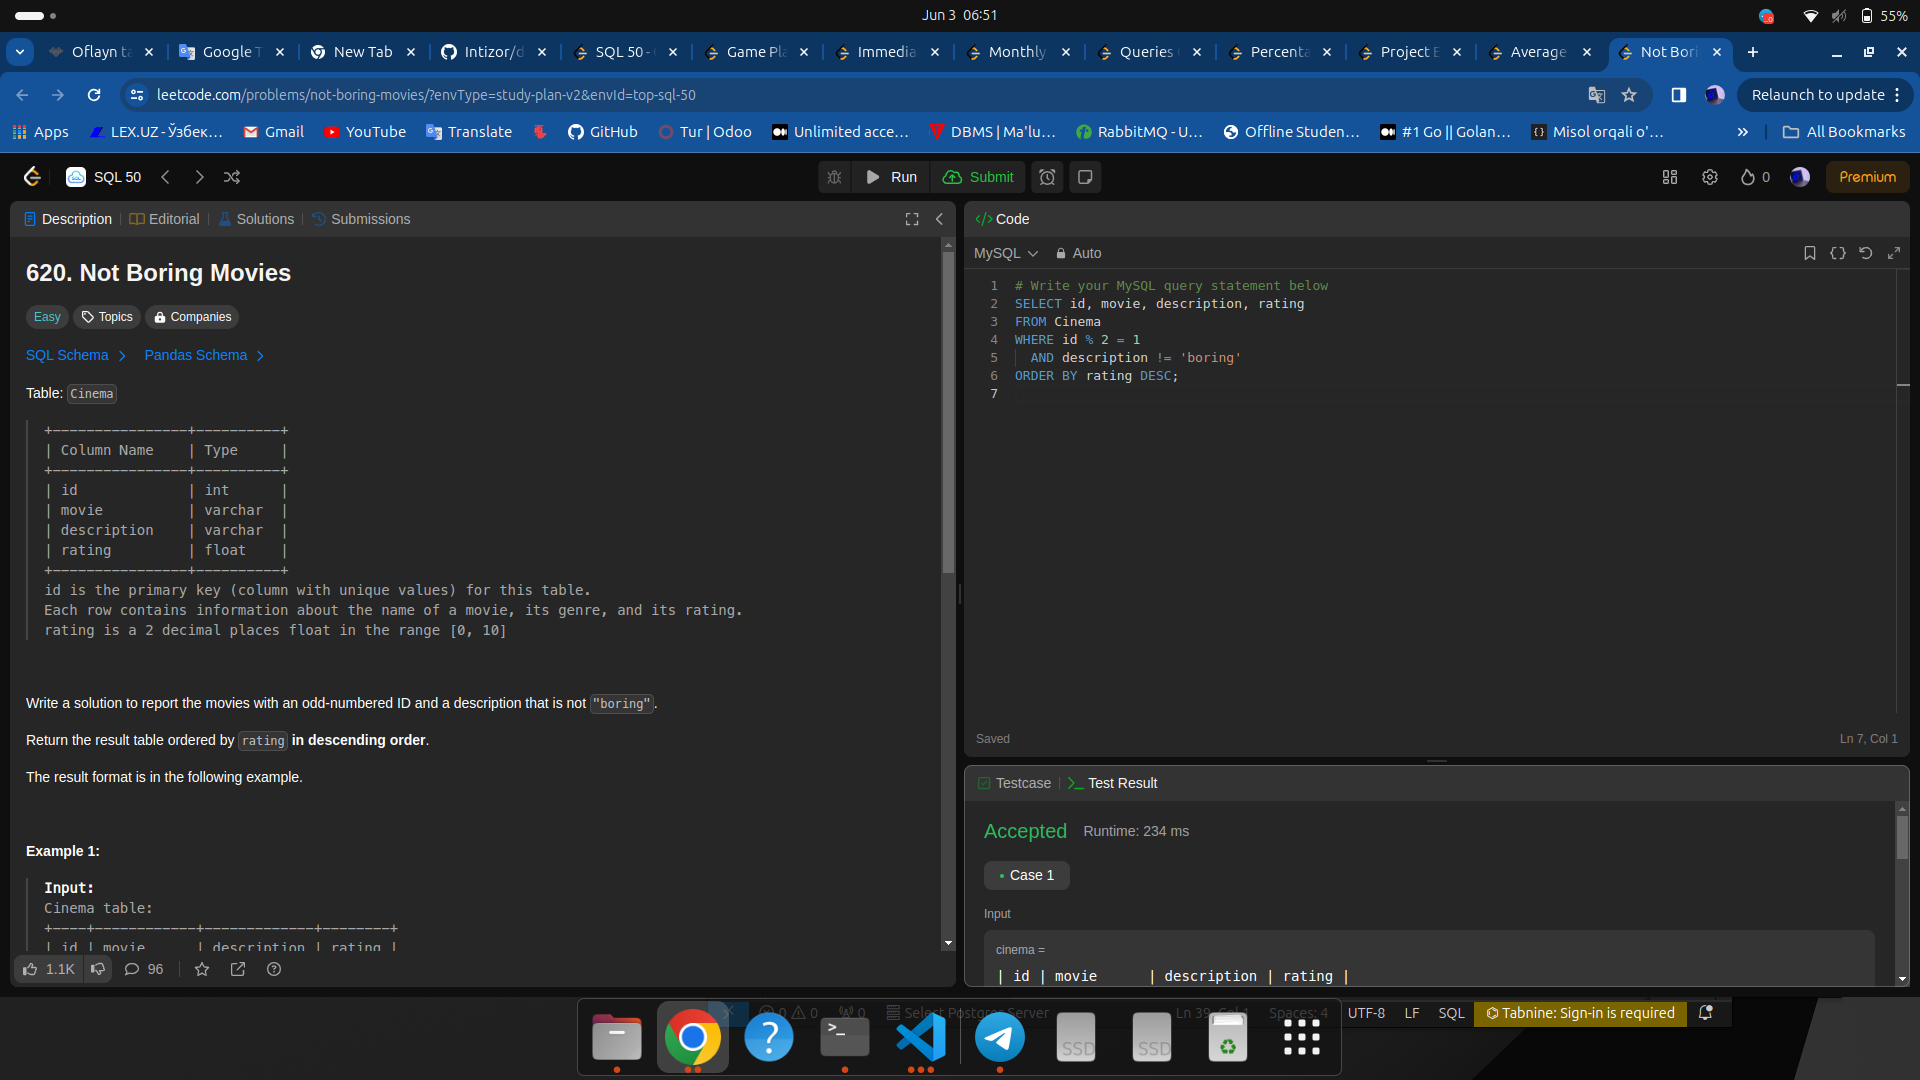 Jun 3 06:51
55%
Oflayn ta
Google T
New Tab
Intizor/d
SQL 50 -
Game Pla
Immedia
Monthly
Queries
Percenta
Project E
Average
Not Bori
leetcode.com/problems/not-boring-movies/?envType=study-plan-v2&envId=top-sql-50
Relaunch to update
Apps
LEX.UZ - Ўзбек…
Gmail
YouTube
Translate
GitHub
Tur | Odoo
Unlimited acce…
DBMS | Ma'lu…
RabbitMQ - U…
Offline Studen…
#1 Go || Golan…
Misol orqali o'…
All Bookmarks
SQL 50
Run
Submit
0
Premium
Description | Editorial | Solutions | Submissions
620. Not Boring Movies
Easy
Topics
Companies
SQL Schema
Pandas Schema
Table: Cinema
+----------------+----------+
| Column Name    | Type     |
+----------------+----------+
| id             | int      |
| movie          | varchar  |
| description    | varchar  |
| rating         | float    |
+----------------+----------+
id is the primary key (column with unique values) for this table.
Each row contains information about the name of a movie, its genre, and its rating.
rating is a 2 decimal places float in the range [0, 10]
Write a solution to report the movies with an odd-numbered ID and a description that is not "boring".
Return the result table ordered by rating in descending order.
The result format is in the following example.
Example 1:
Input:
Cinema table:
+----+------------+-------------+--------+
| id | movie      | description | rating |
1.1K
96
</> Code
MySQL
Auto
1 # Write your MySQL query statement below
2 SELECT id, movie, description, rating
3 FROM Cinema
4 WHERE id % 2 = 1
5   AND description != 'boring'
6 ORDER BY rating DESC;
7
Saved
Ln 7, Col 1
Testcase | >_ Test Result
Accepted
Runtime: 234 ms
• Case 1
Input
cinema =
| id | movie      | description | rating |
0
0
0
Select Postgres Server
Ln 39, Col 1
Spaces: 4
UTF-8
LF
SQL
Tabnine: Sign-in is required
>_
SSD
SSD